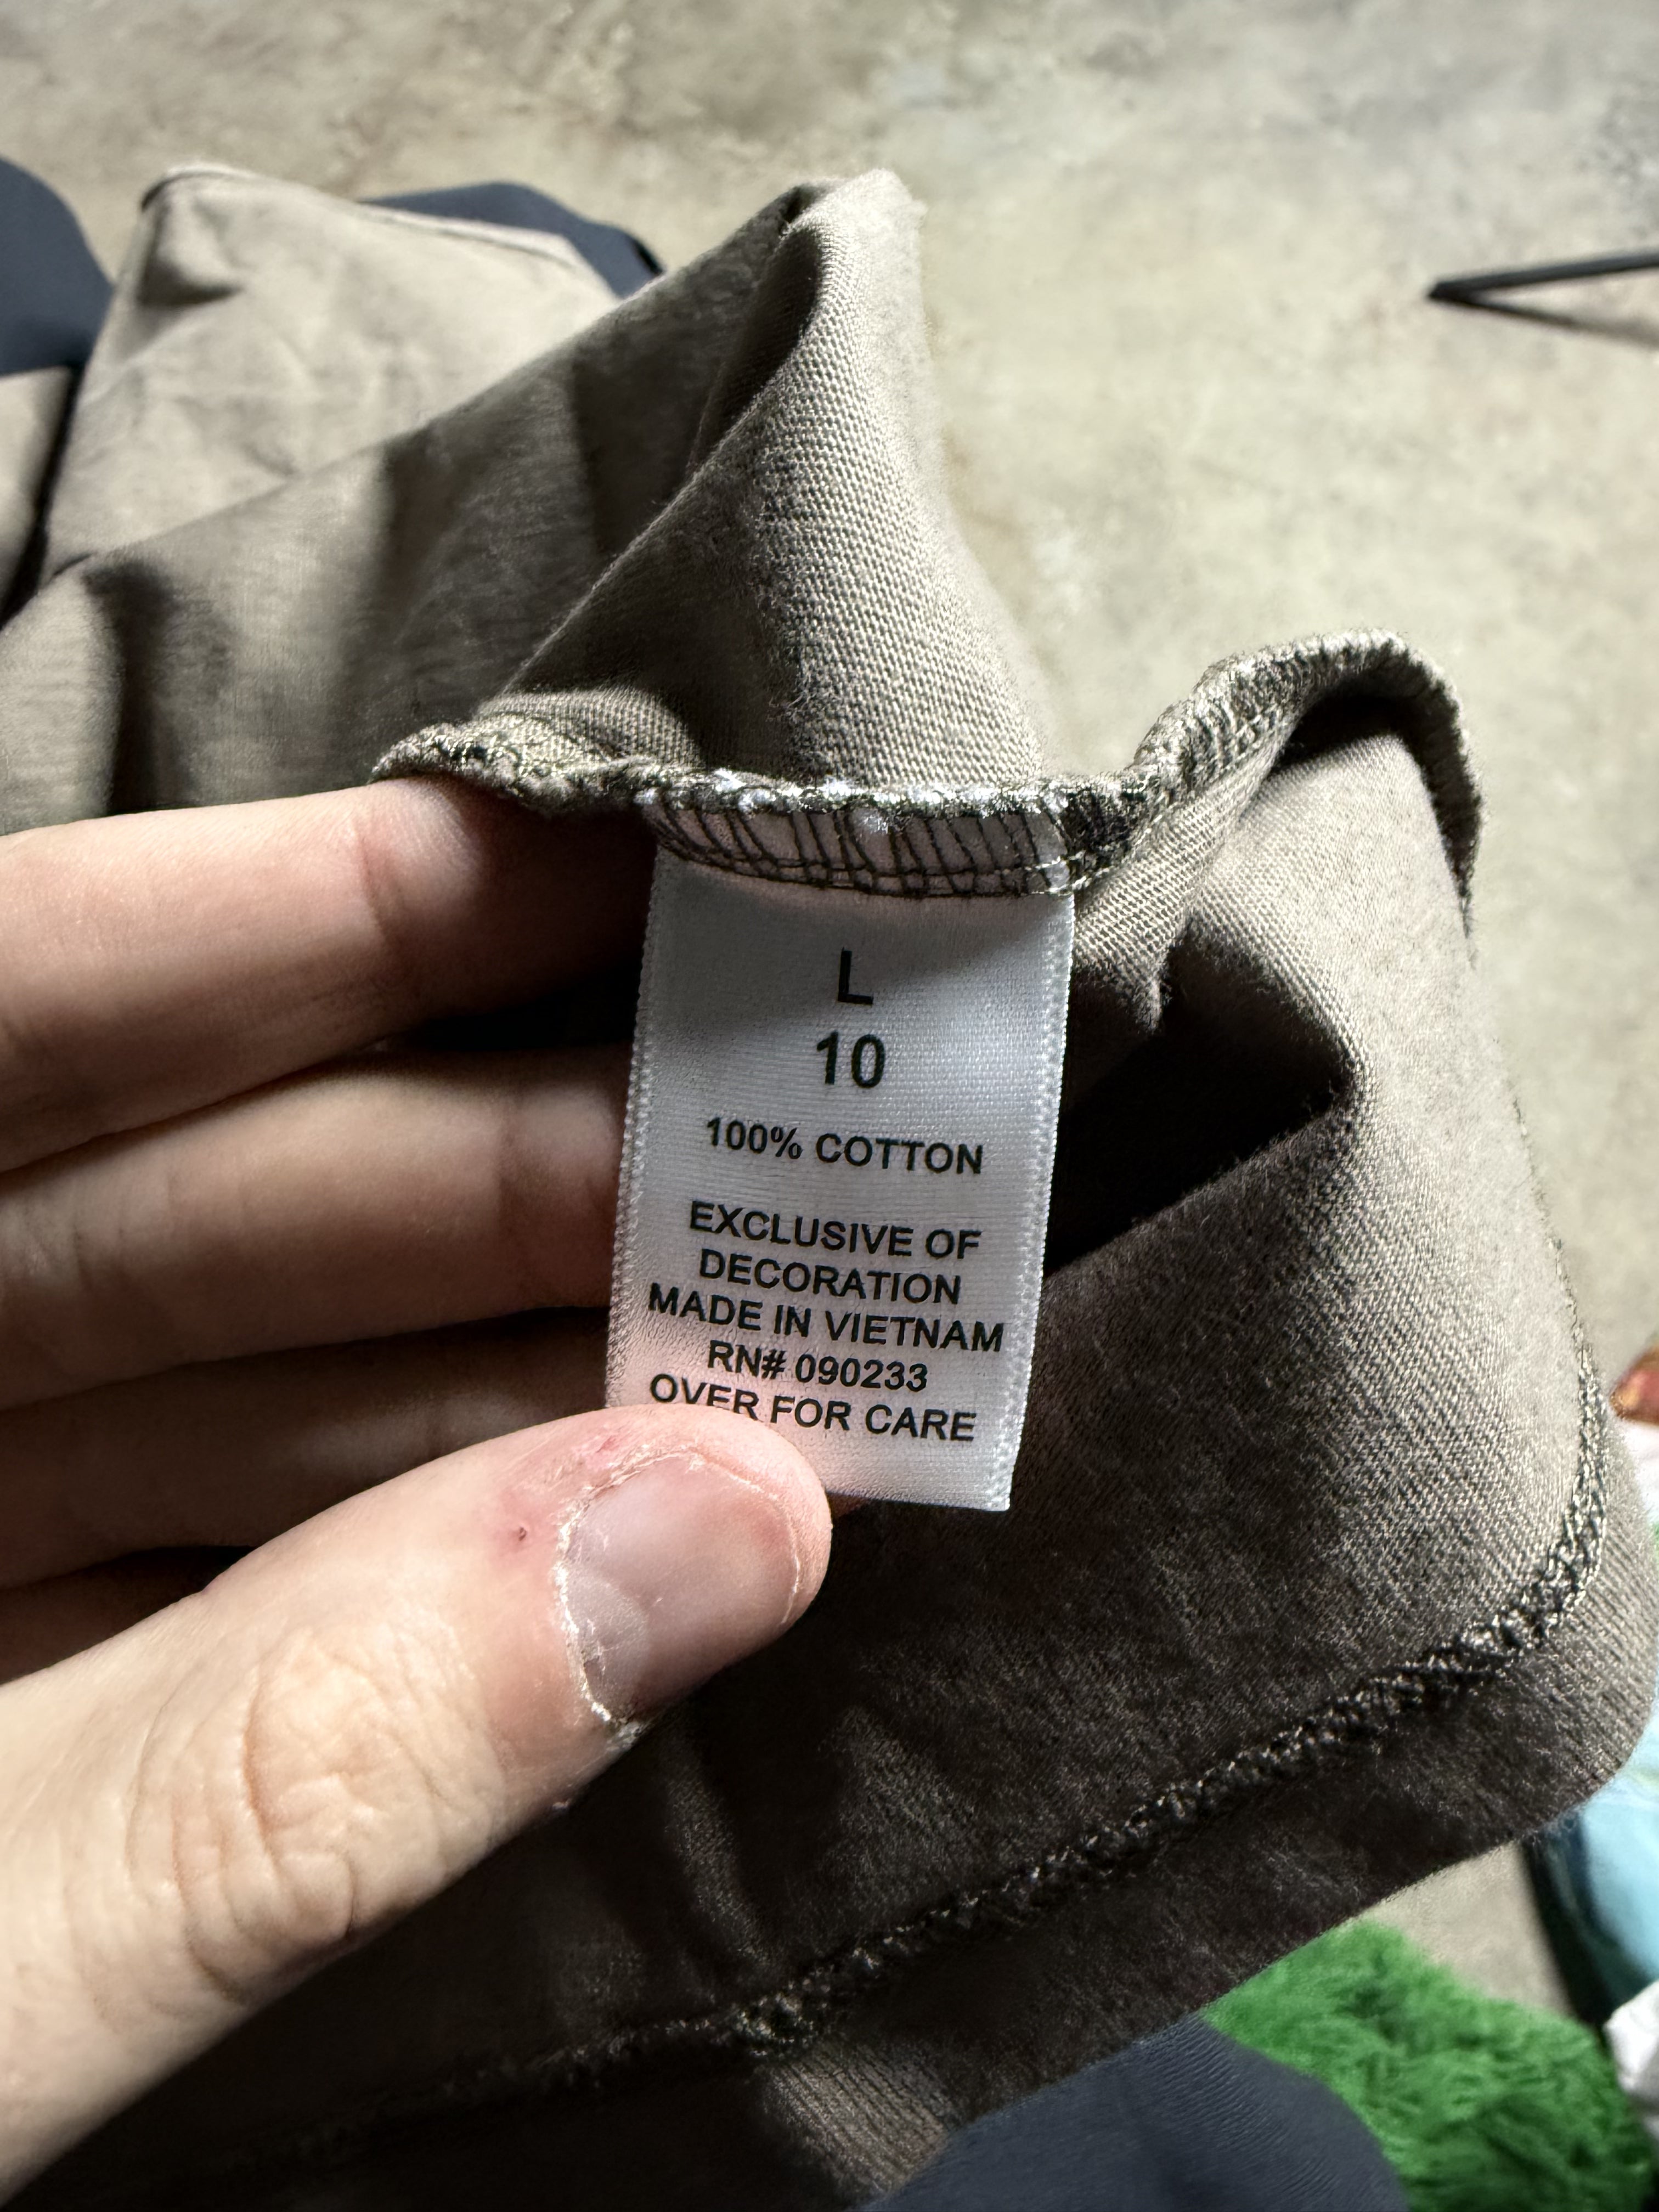 L
10
100% COTTON
EXCLUSIVE OF
DECORATION
MADE IN VIETNAM
RN# 090233
OVER FOR CARE